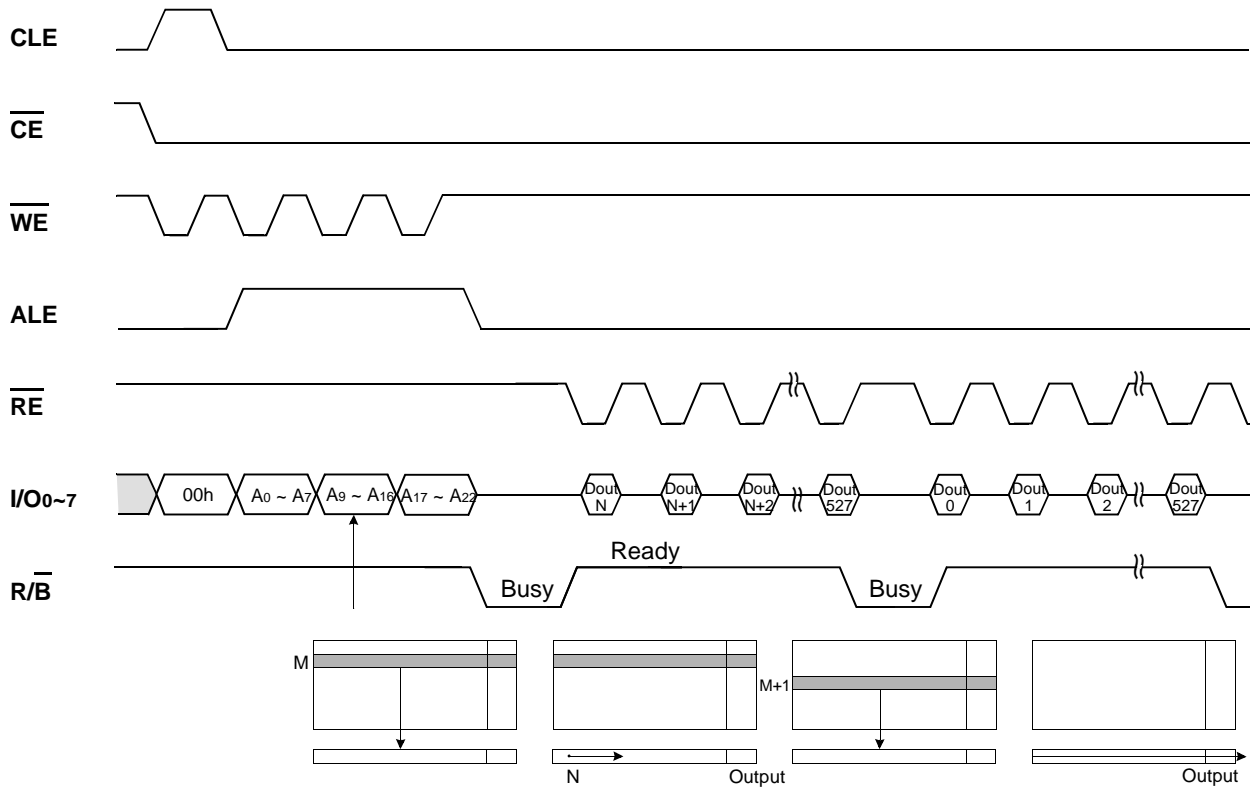 CLE
CE
WE
ALE
RE
I/O0~7
00h
A0 ~ A7
A9 ~ A16
A17 ~ A22
Dout
N
Dout
N+1
Dout
N+2
Dout
527
Dout
0
Dout
1
Dout
2
Dout
527
R/B
Busy
Ready
Busy
M
M+1
N
Output
Output